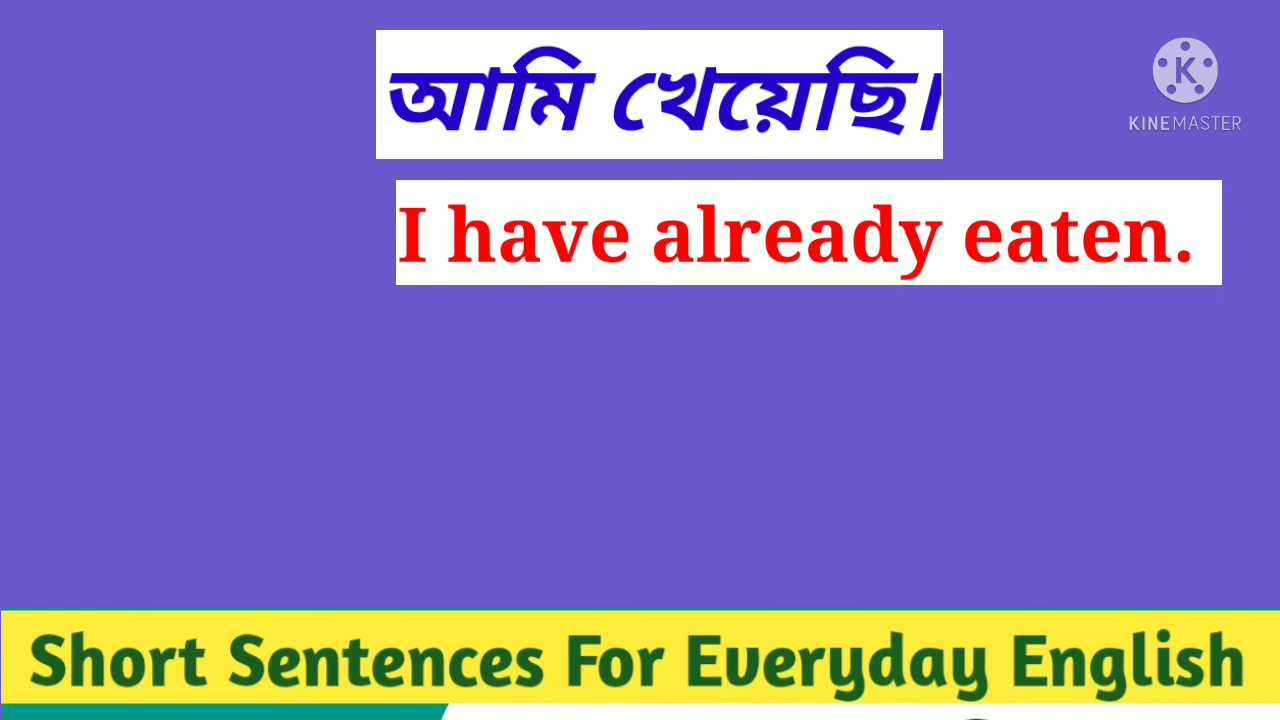 আমি খেয়েছি।
K
KINEMASTER
I have already eaten.
Short Sentences For Everyday English